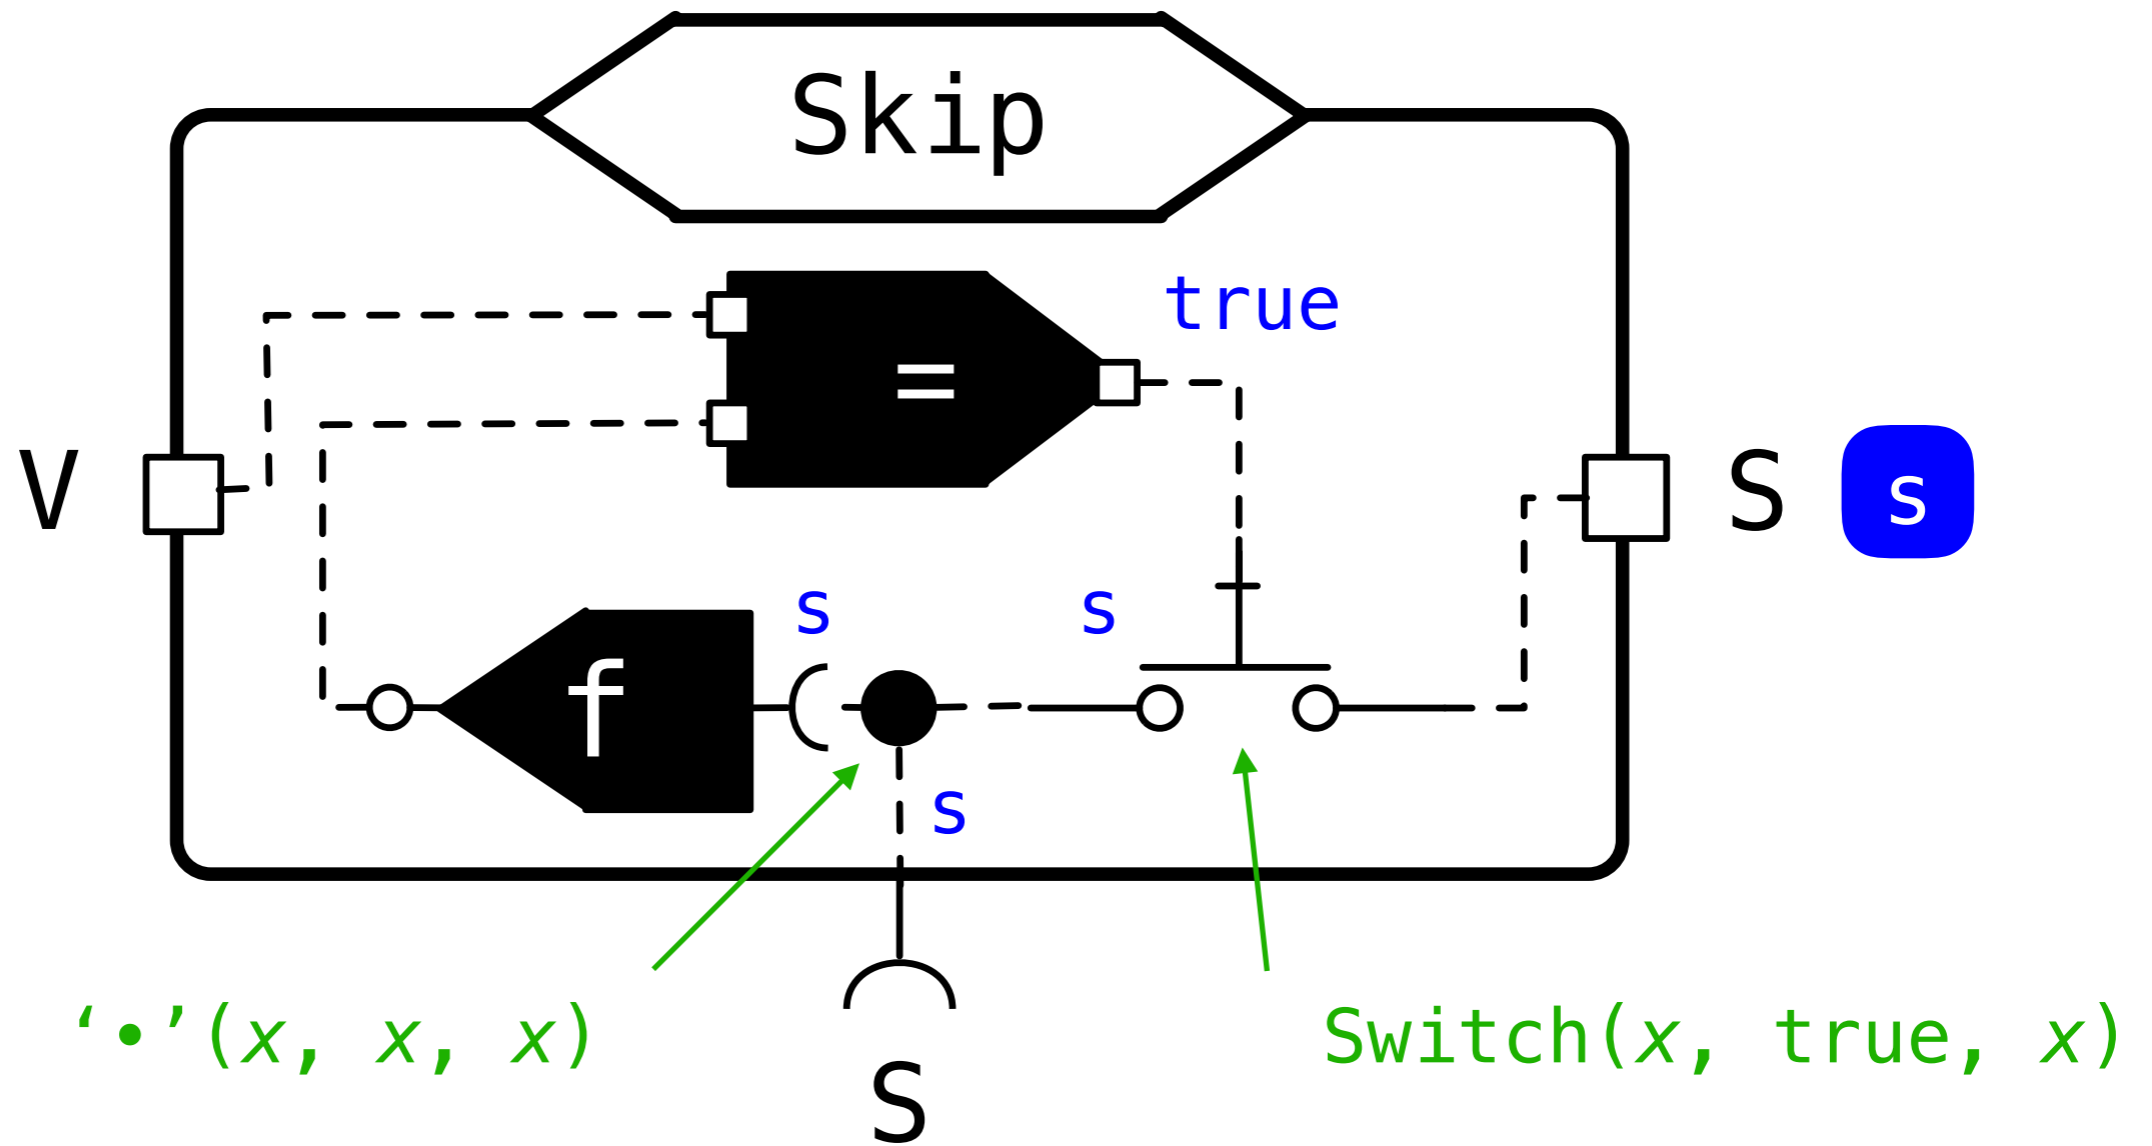 Skip
true
=
V
S s
s
s
f
s
‘•’(x, x, x)
Switch(x, true, x)
S